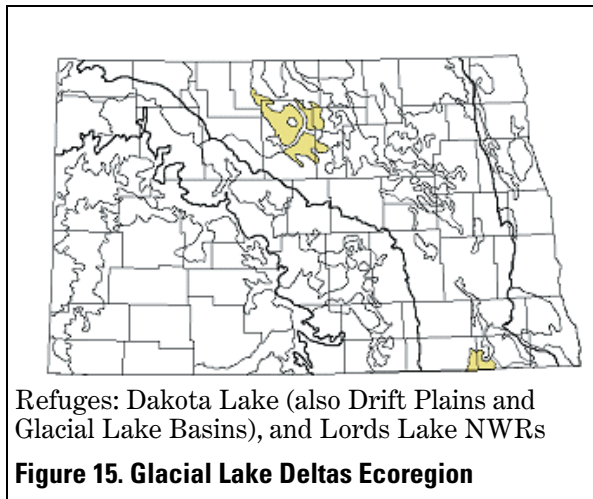 Refuges: Dakota Lake (also Drift Plains and
Glacial Lake Basins), and Lords Lake NWRs
Figure 15. Glacial Lake Deltas Ecoregion